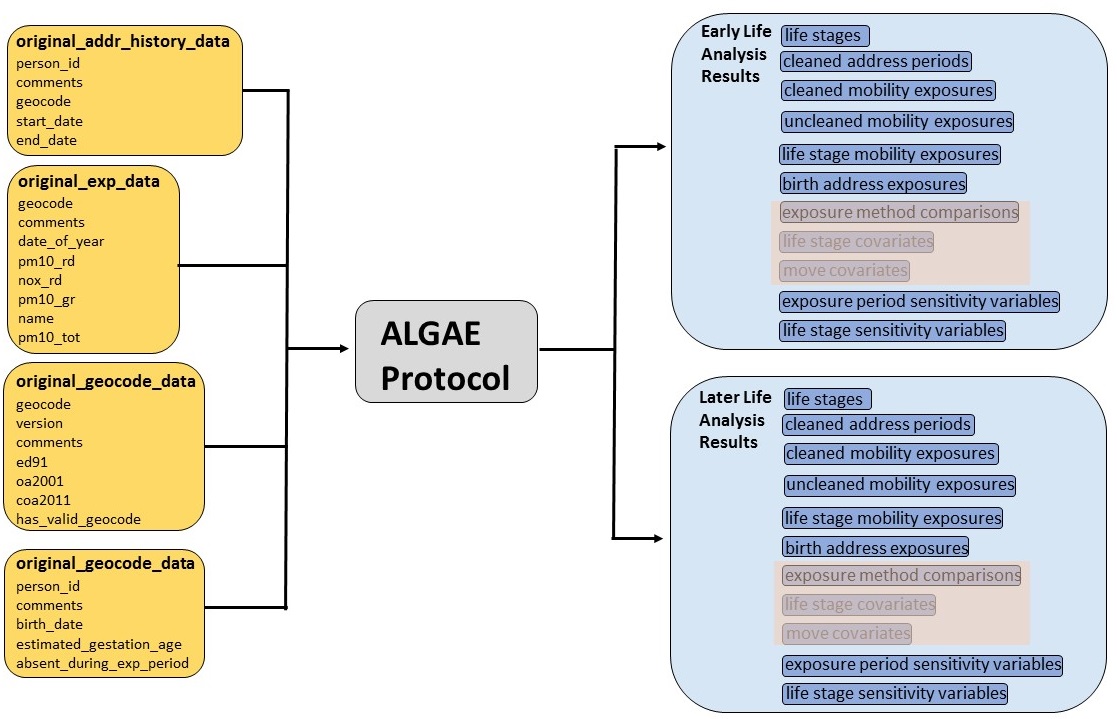 original_addr_history_data
person_id
comments
geocode
start_date
end_date
original_exp_data
geocode
comments
date_of_year
pm10_rd
nox_rd
pm10_gr
name
pm10_tot
original_geocode_data
geocode
version
comments
ed91
oa2001
coa2011
has_valid_geocode
original_geocode_data
person_id
comments
birth_date
estimated_gestation_age
absent_during_exp_period
ALGAE
Protocol
Early Life
Analysis
Results
life stages
cleaned address periods
cleaned mobility exposures
uncleaned mobility exposures
life stage mobility exposures
birth address exposures
exposure method comparisons
life stage covariates
move covariates
exposure period sensitivity variables
life stage sensitivity variables
Later Life
Analysis
Results
life stages
cleaned address periods
cleaned mobility exposures
uncleaned mobility exposures
life stage mobility exposures
birth address exposures
exposure method comparisons
life stage covariates
move covariates
exposure period sensitivity variables
life stage sensitivity variables